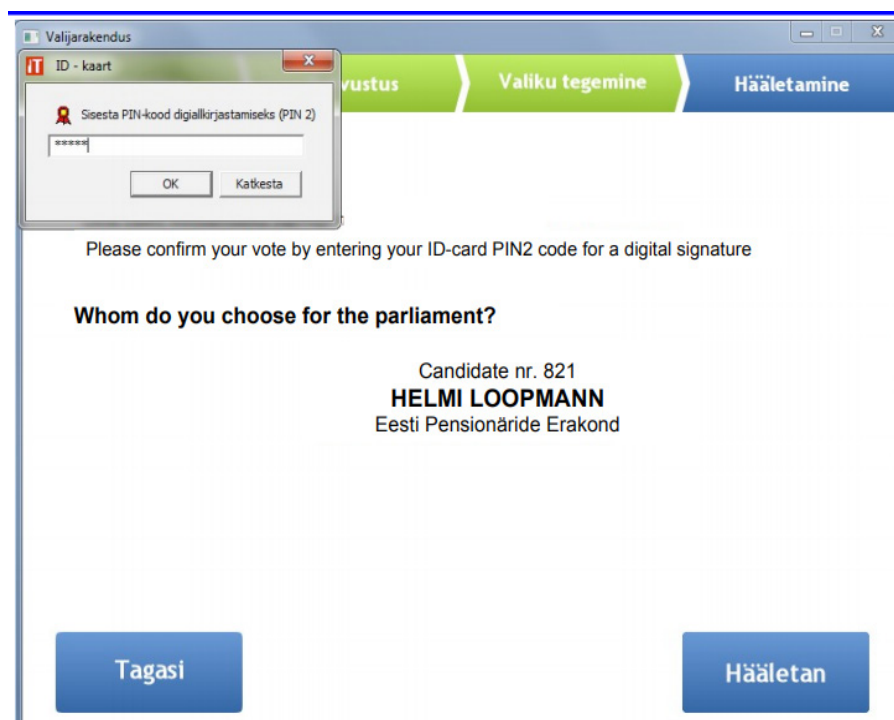 Valijarakendus
ID - kaart
vustus
Valiku tegemine
Hääletamine
Sisesta PIN-kood digiallkirjastamiseks (PIN 2)
*****
OK
Katkesta
Please confirm your vote by entering your ID-card PIN2 code for a digital signature
Whom do you choose for the parliament?
Candidate nr. 821
HELMI LOOPMANN
Eesti Pensionäride Erakond
Tagasi
Hääletan